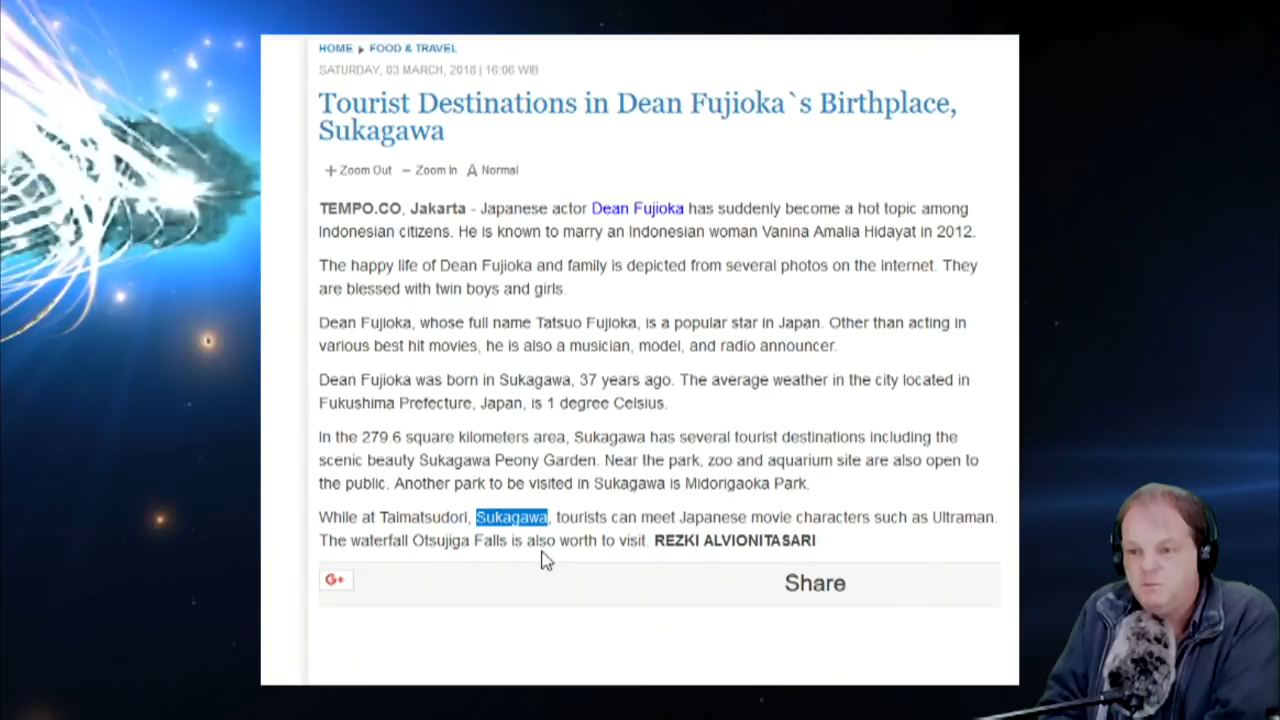 HOME ▸ FOOD & TRAVEL
SATURDAY, 03 MARCH, 2018 | 16:06 WIB
Tourist Destinations in Dean Fujioka`s Birthplace,
Sukagawa
+ Zoom Out − Zoom In A Normal
TEMPO.CO, Jakarta - Japanese actor Dean Fujioka has suddenly become a hot topic among
Indonesian citizens. He is known to marry an Indonesian woman Vanina Amalia Hidayat in 2012.
The happy life of Dean Fujioka and family is depicted from several photos on the internet. They
are blessed with twin boys and girls.
Dean Fujioka, whose full name Tatsuo Fujioka, is a popular star in Japan. Other than acting in
various best hit movies, he is also a musician, model, and radio announcer.
Dean Fujioka was born in Sukagawa, 37 years ago. The average weather in the city located in
Fukushima Prefecture, Japan, is 1 degree Celsius.
In the 279.6 square kilometers area, Sukagawa has several tourist destinations including the
scenic beauty Sukagawa Peony Garden. Near the park, zoo and aquarium site are also open to
the public. Another park to be visited in Sukagawa is Midorigaoka Park.
While at Taimatsudori, Sukagawa, tourists can meet Japanese movie characters such as Ultraman.
The waterfall Otsujiga Falls is also worth to visit. REZKI ALVIONITASARI
G+
Share